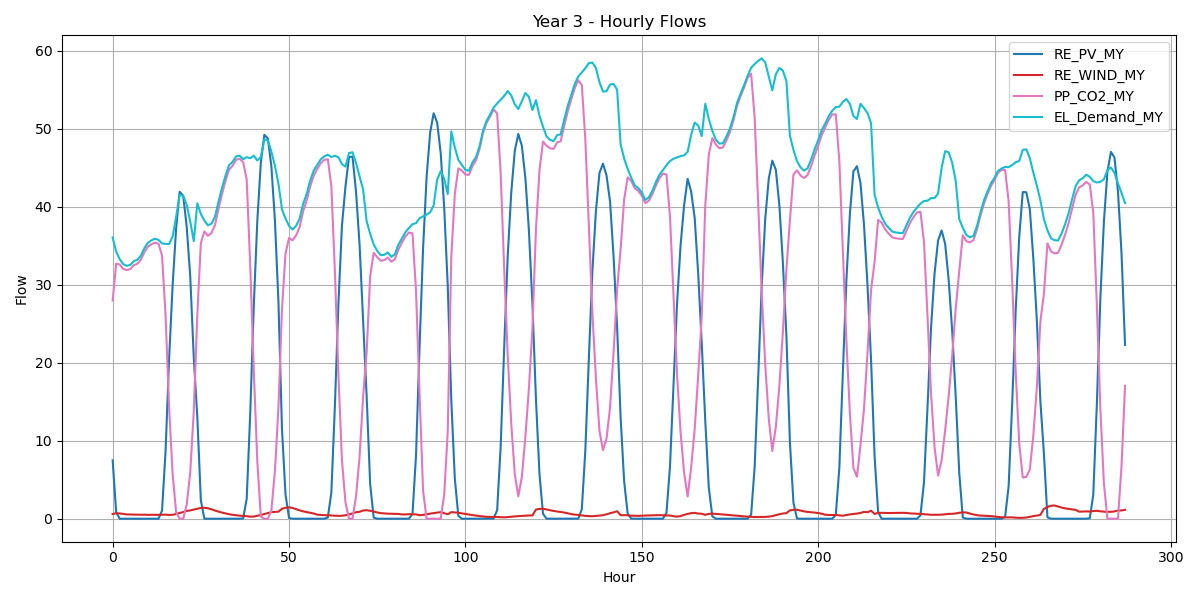 Year 3 - Hourly Flows
RE_PV_MY
RE_WIND_MY
PP_CO2_MY
EL_Demand_MY
Flow
60
50
40
30
20
10
0
0 50 100 150 200 250 300
Hour